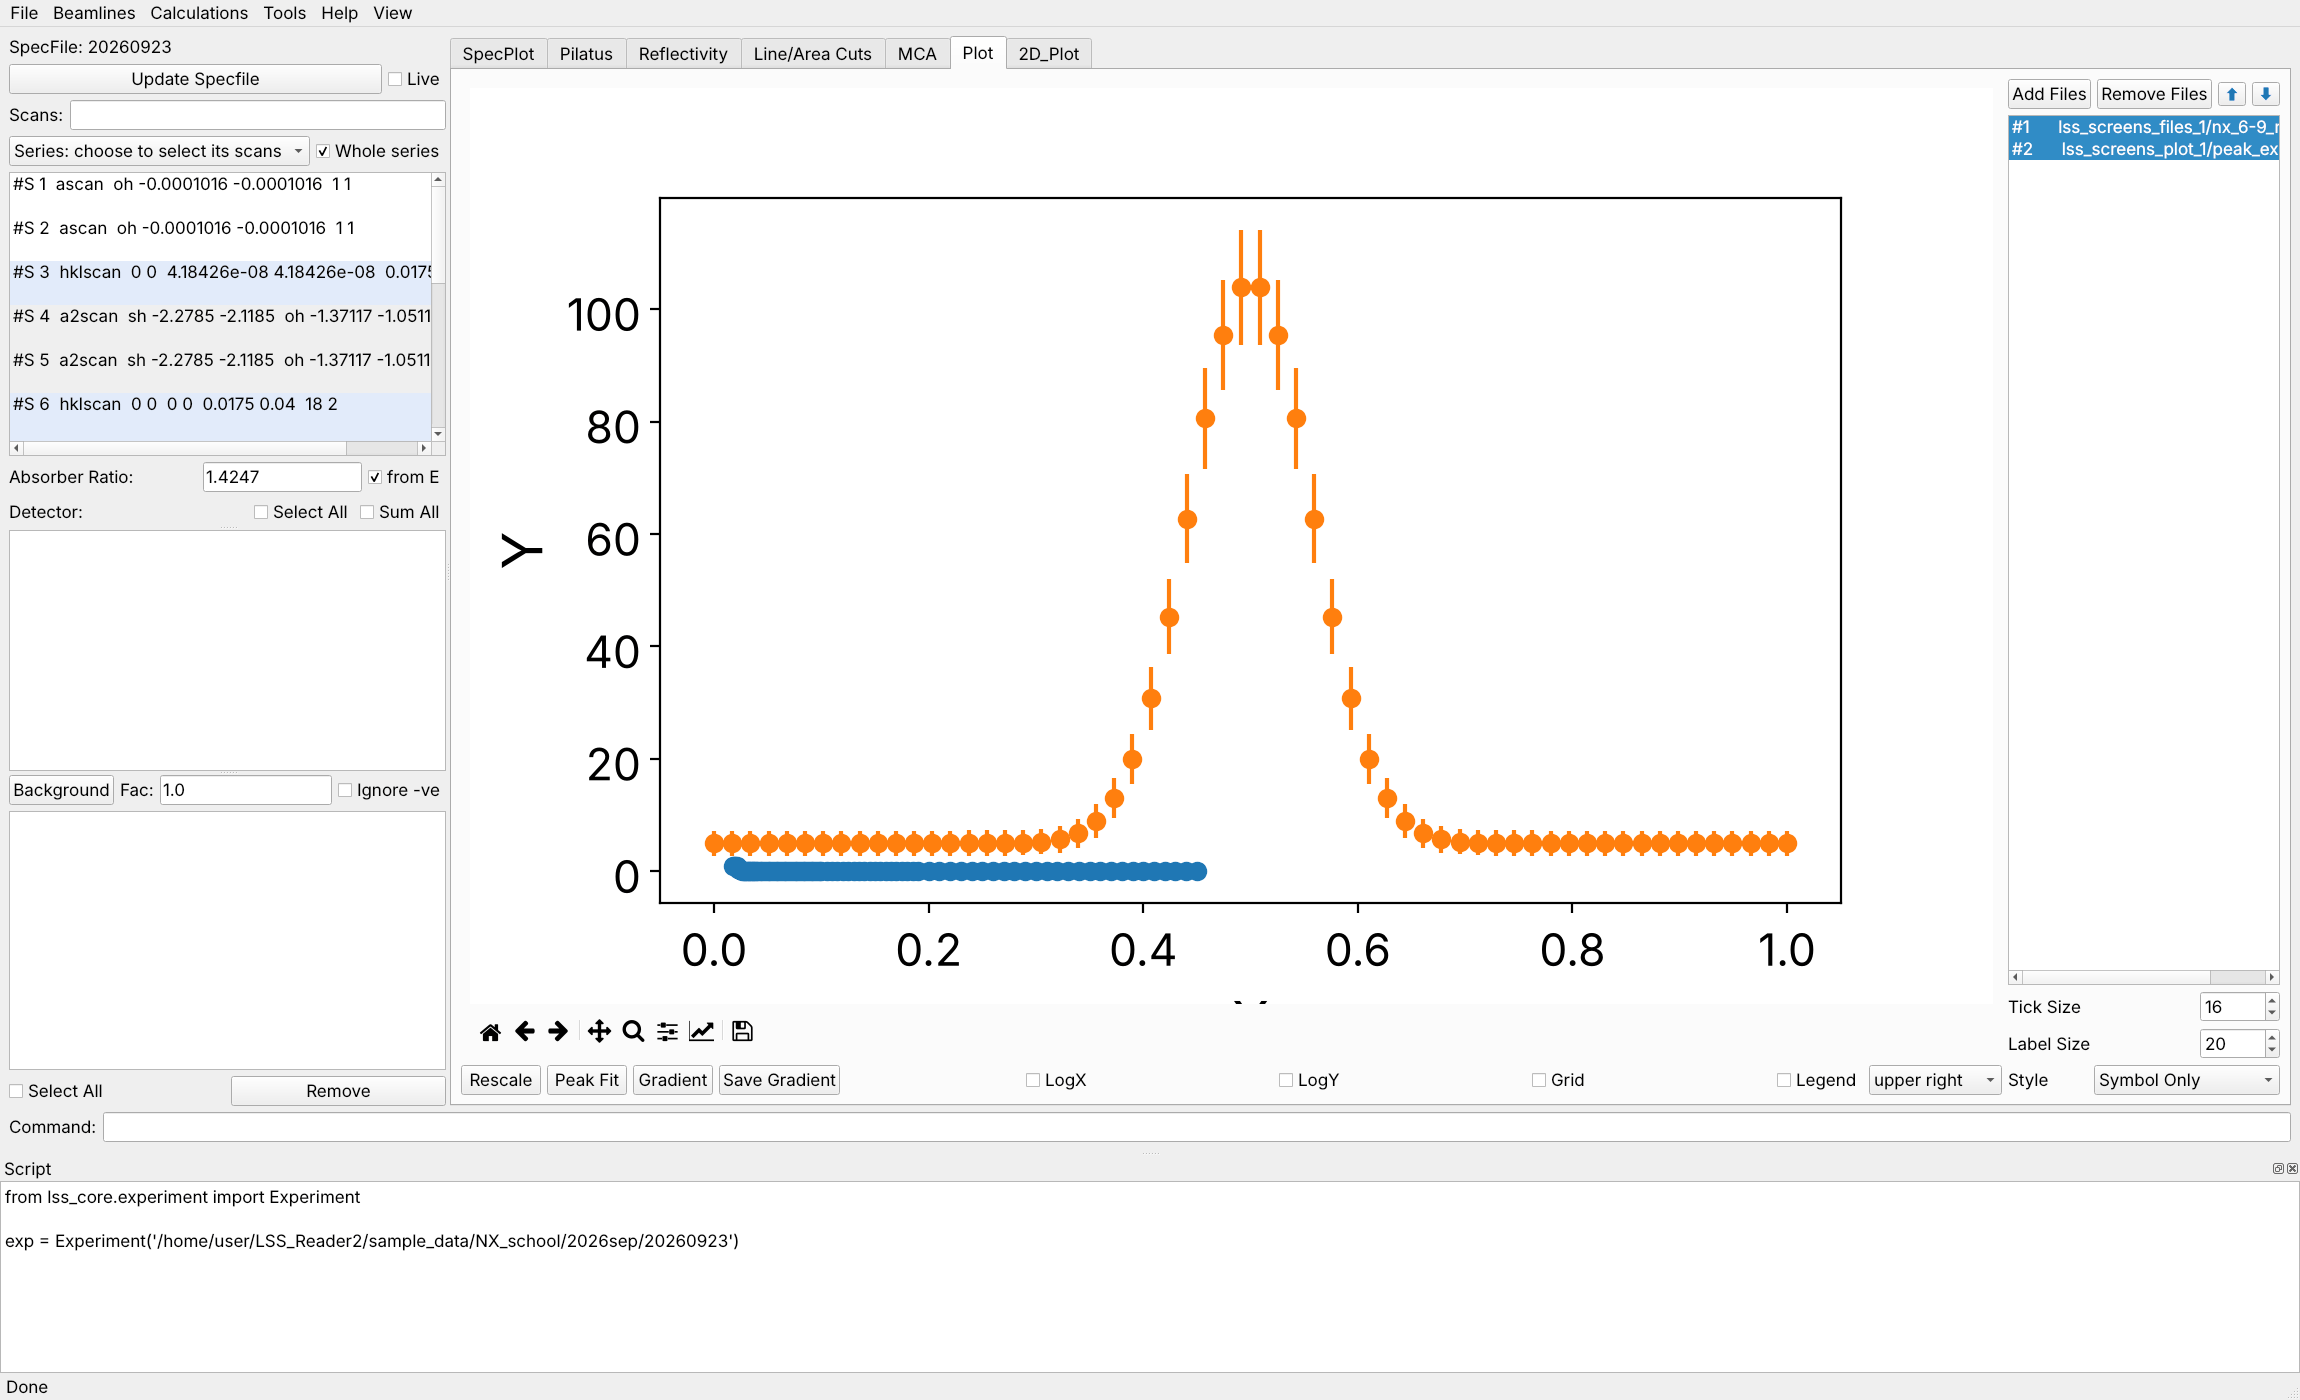 File Beamlines Calculations Tools Help View
SpecFile: 20260923
Update Specfile Live
Scans:
Series: choose to select its scans Whole series
#S 1 ascan oh -0.0001016 -0.0001016 1 1
#S 2 ascan oh -0.0001016 -0.0001016 1 1
#S 3 hklscan 0 0 4.18426e-08 4.18426e-08 0.0175
#S 4 a2scan sh -2.2785 -2.1185 oh -1.37117 -1.0511
#S 5 a2scan sh -2.2785 -2.1185 oh -1.37117 -1.0511
#S 6 hklscan 0 0 0 0 0.0175 0.04 18 2
Absorber Ratio: 1.4247 from E
Detector: Select All Sum All
Background Fac: 1.0 Ignore -ve
Select All Remove
SpecPlot Pilatus Reflectivity Line/Area Cuts MCA Plot 2D_Plot
100
80
60
40
20
0
Y
0.0 0.2 0.4 0.6 0.8 1.0
Rescale Peak Fit Gradient Save Gradient LogX LogY Grid Legend upper right
Add Files Remove Files
#1 lss_screens_files_1/nx_6-9_
#2 lss_screens_plot_1/peak_ex
Tick Size 16
Label Size 20
Style Symbol Only
Command:
Script
from lss_core.experiment import Experiment
exp = Experiment('/home/user/LSS_Reader2/sample_data/NX_school/2026sep/20260923')
Done